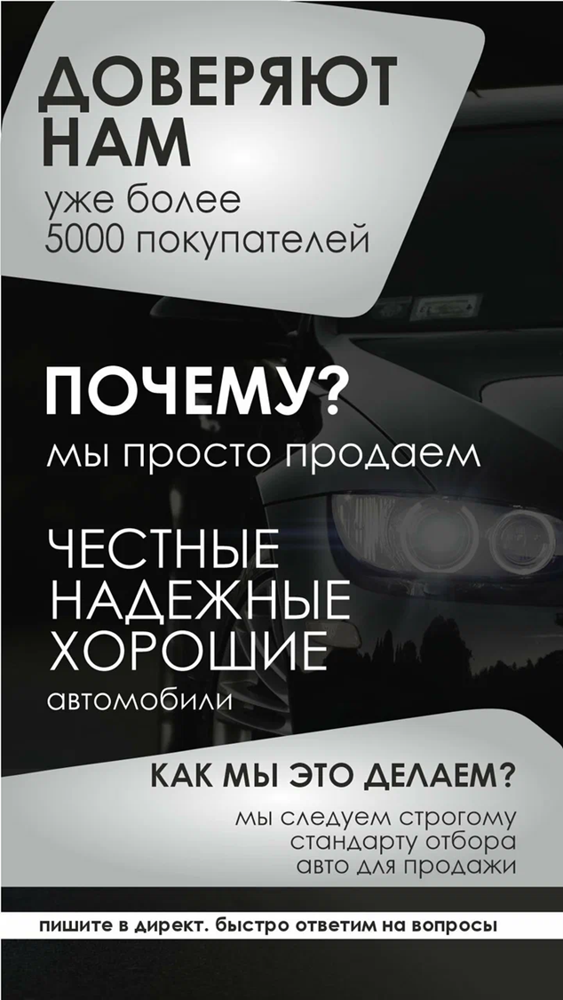 ДОВЕРЯЮТ
НАМ
уже более
5000 покупателей
ПОЧЕМУ?
мы просто продаем
ЧЕСТНЫЕ
НАДЕЖНЫЕ
ХОРОШИЕ
автомобили
КАК МЫ ЭТО ДЕЛАЕМ?
мы следуем строгому
стандарту отбора
авто для продажи
пишите в директ. быстро ответим на вопросы